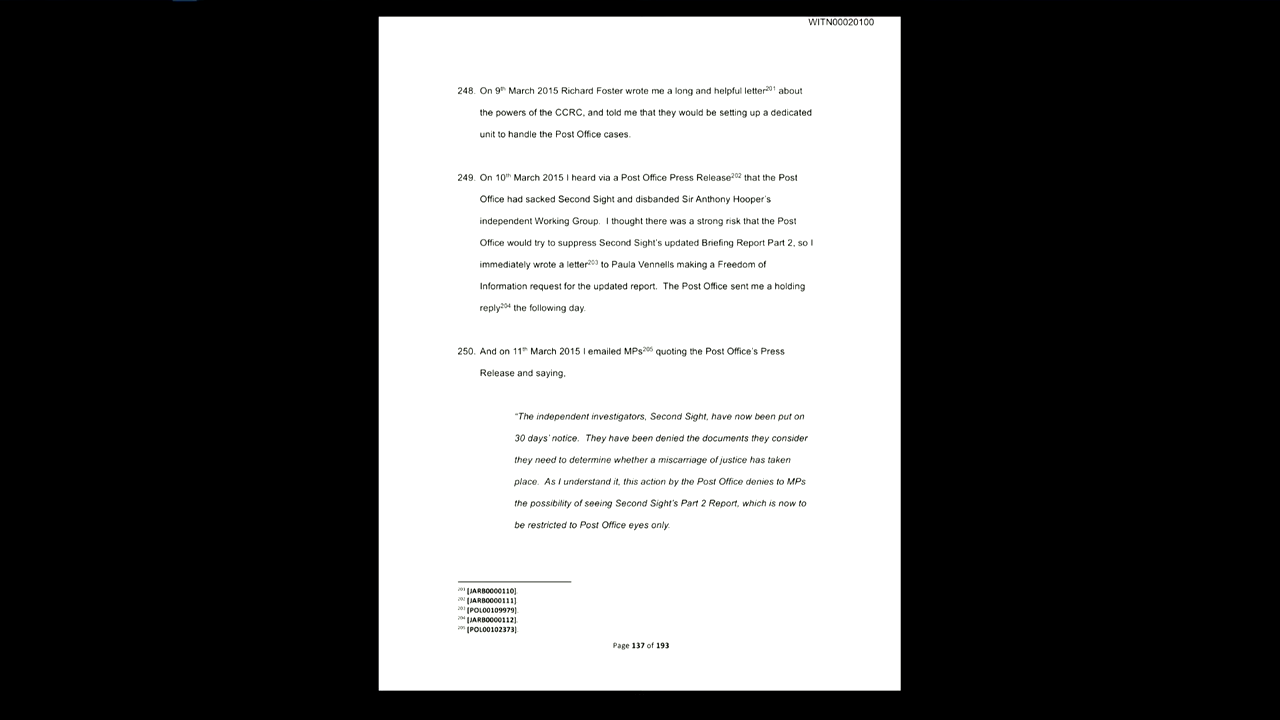 WITN00020100
248. On 9th March 2015 Richard Foster wrote me a long and helpful letter201 about
the powers of the CCRC, and told me that they would be setting up a dedicated
unit to handle the Post Office cases.
249. On 10th March 2015 I heard via a Post Office Press Release202 that the Post
Office had sacked Second Sight and disbanded Sir Anthony Hooper's
independent Working Group. I thought there was a strong risk that the Post
Office would try to suppress Second Sight's updated Briefing Report Part 2, so I
immediately wrote a letter203 to Paula Vennells making a Freedom of
Information request for the updated report. The Post Office sent me a holding
reply204 the following day.
250. And on 11th March 2015 I emailed MPs205 quoting the Post Office's Press
Release and saying,
"The independent investigators, Second Sight, have now been put on
30 days' notice. They have been denied the documents they consider
they need to determine whether a miscarriage of justice has taken
place. As I understand it, this action by the Post Office denies to MPs
the possibility of seeing Second Sight's Part 2 Report, which is now to
be restricted to Post Office eyes only.
201 [JARB0000110].
202 [JARB0000111]
203 [POL00109979].
204 [JARB0000112].
205 [POL00102373].
Page 137 of 193